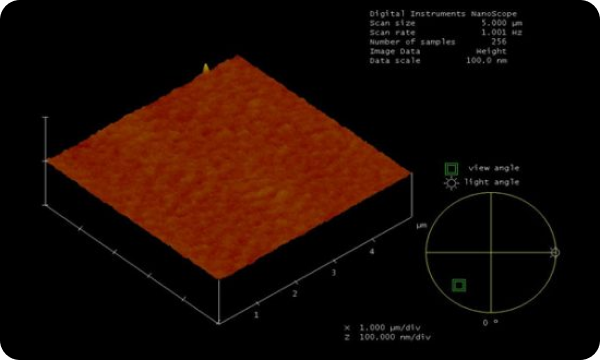 Digital Instruments NanoScope
Scan size 5.000 µm
Scan rate 1.001 Hz
Number of samples 256
Image Data Height
Data scale 100.0 nm
view angle
light angle
µm
4
3
2
1
X 1.000 µm/div
Z 100.000 nm/div
0 °